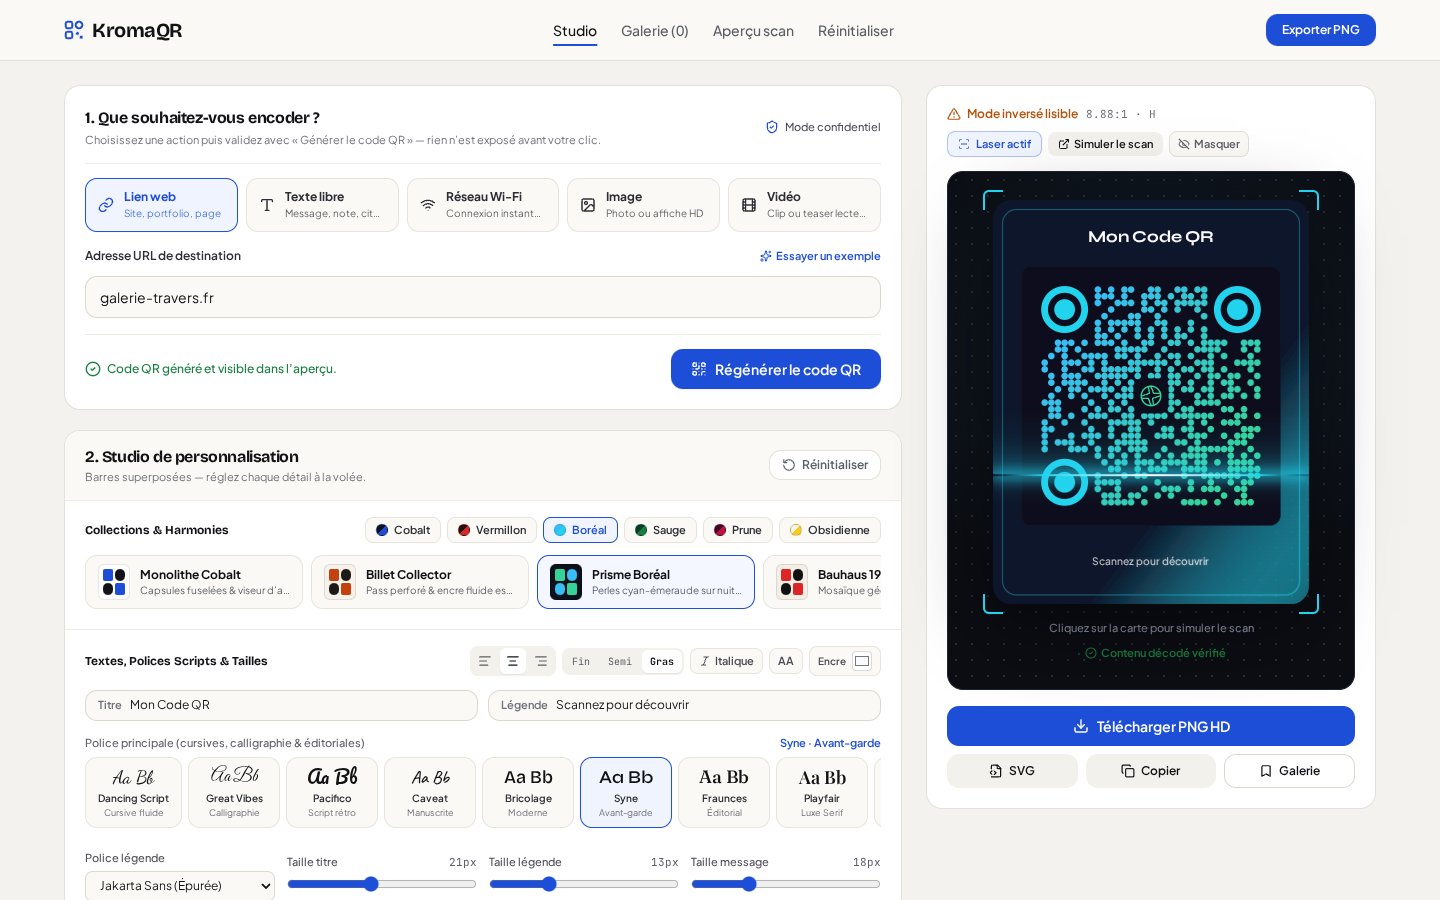 KromaQR
Studio
Galerie (0)
Aperçu scan
Réinitialiser
Exporter PNG
1. Que souhaitez-vous encoder ?
Choisissez une action puis validez avec « Générer le code QR » — rien n'est exposé avant votre clic.
Mode confidentiel
Lien web
Site, portfolio, page
Texte libre
Message, note, cit...
Réseau Wi-Fi
Connexion instant...
Image
Photo ou affiche HD
Vidéo
Clip ou teaser lecte...
Adresse URL de destination
Essayer un exemple
galerie-travers.fr
Code QR généré et visible dans l'aperçu.
Régénérer le code QR
2. Studio de personnalisation
Barres superposées — réglez chaque détail à la volée.
Réinitialiser
Collections & Harmonies
Cobalt
Vermillon
Boréal
Sauge
Prune
Obsidienne
Monolithe Cobalt
Capsules fuselées & viseur d'a...
Billet Collector
Pass perforé & encre fluide es...
Prisme Boréal
Perles cyan-émeraude sur nuit...
Bauhaus 19
Mosaïque gé
Textes, Polices Scripts & Tailles
Fin
Semi
Gras
Italique
AA
Encre
Titre Mon Code QR
Légende Scannez pour découvrir
Police principale (cursives, calligraphie & éditoriales)
Syne · Avant-garde
Aa Bb
Dancing Script
Cursive fluide
Aa Bb
Great Vibes
Calligraphie
Aa Bb
Pacifico
Script rétro
Aa Bb
Caveat
Manuscrite
Aa Bb
Bricolage
Moderne
Aa Bb
Syne
Avant-garde
Aa Bb
Fraunces
Éditorial
Aa Bb
Playfair
Luxe Serif
Police légende
Jakarta Sans (Épurée)
Taille titre 21px
Taille légende 13px
Taille message 18px
Mode inversé lisible 8.88:1 · H
Laser actif
Simuler le scan
Masquer
Mon Code QR
Scannez pour découvrir
Cliquez sur la carte pour simuler le scan
Contenu décodé vérifié
Télécharger PNG HD
SVG
Copier
Galerie